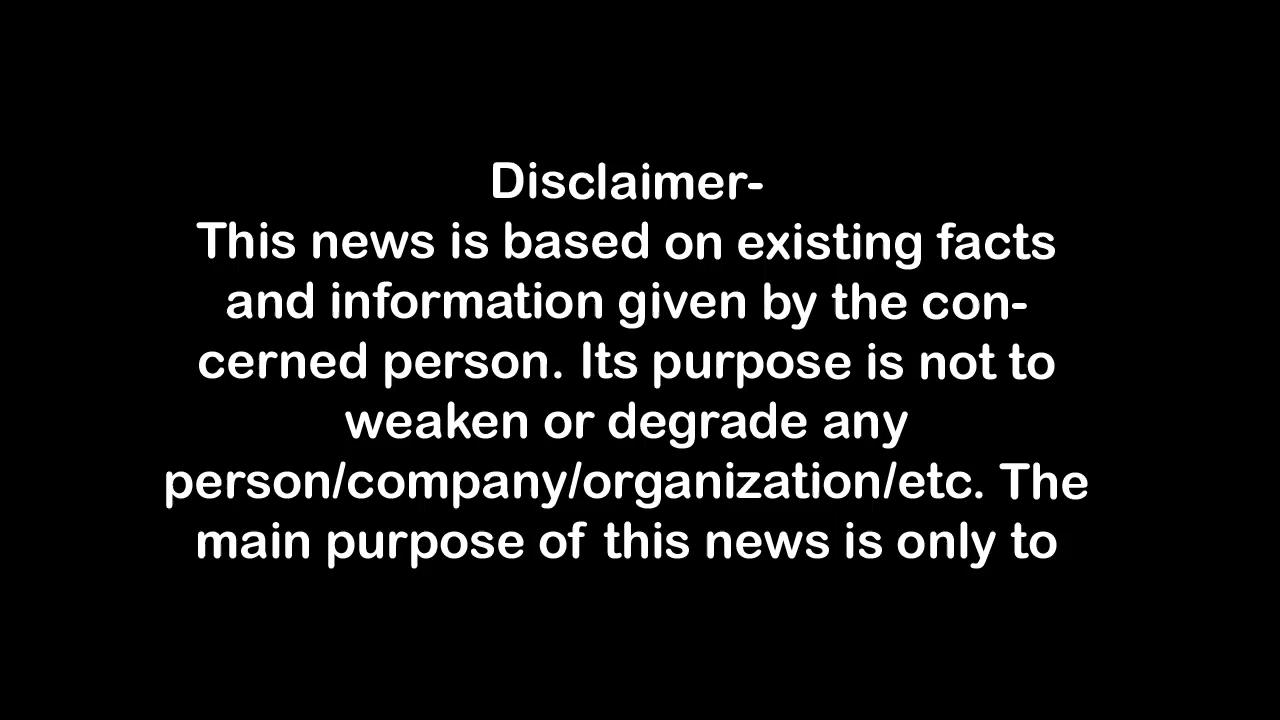 Disclaimer-
This news is based on existing facts
and information given by the con-
cerned person. Its purpose is not to
weaken or degrade any
person/company/organization/etc. The
main purpose of this news is only to